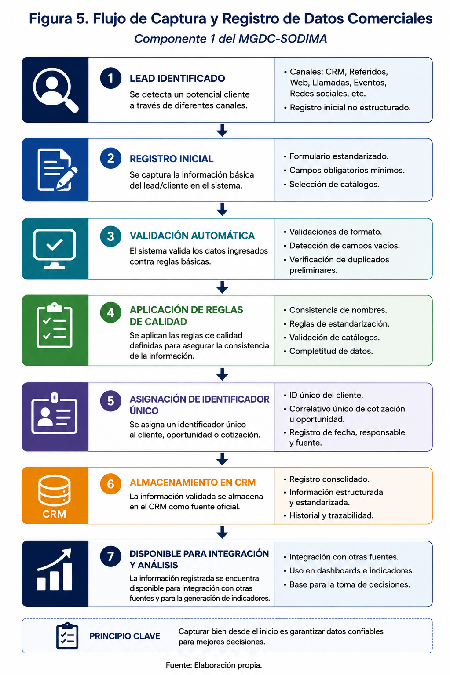 Figura 5. Flujo de Captura y Registro de Datos Comerciales
Componente 1 del MGDC-SODIMA
1
LEAD IDENTIFICADO
Se detecta un potencial cliente
a través de diferentes canales.
• Canales: CRM, Referidos,
Web, Llamadas, Eventos,
Redes sociales, etc.
• Registro inicial no estructurado.
2
REGISTRO INICIAL
Se captura la información básica
del lead/cliente en el sistema.
• Formulario estandarizado.
• Campos obligatorios mínimos.
• Selección de catálogos.
3
VALIDACIÓN AUTOMÁTICA
El sistema valida los datos ingresados
contra reglas básicas.
• Validaciones de formato.
• Detección de campos vacíos.
• Verificación de duplicados
preliminares.
4
APLICACIÓN DE REGLAS
DE CALIDAD
Se aplican las reglas de calidad
definidas para asegurar la consistencia
de la información.
• Consistencia de nombres.
• Reglas de estandarización.
• Validación de catálogos.
• Completitud de datos.
5
ASIGNACIÓN DE IDENTIFICADOR
ÚNICO
Se asigna un identificador único
al cliente, oportunidad o cotización.
• ID único del cliente.
• Correlativo único de cotización
u oportunidad.
• Registro de fecha, responsable
y fuente.
CRM
6
ALMACENAMIENTO EN CRM
La información validada se almacena
en el CRM como fuente oficial.
• Registro consolidado.
• Información estructurada
y estandarizada.
• Historial y trazabilidad.
7
DISPONIBLE PARA INTEGRACIÓN
Y ANÁLISIS
La información registrada se encuentra
disponible para integración con otras
fuentes y para la generación de indicadores.
• Integración con otras fuentes.
• Uso en dashboards e indicadores
• Base para la toma de decisiones.
PRINCIPIO CLAVE
Capturar bien desde el inicio es garantizar datos confiables
para mejores decisiones.
Fuente: Elaboración propia.